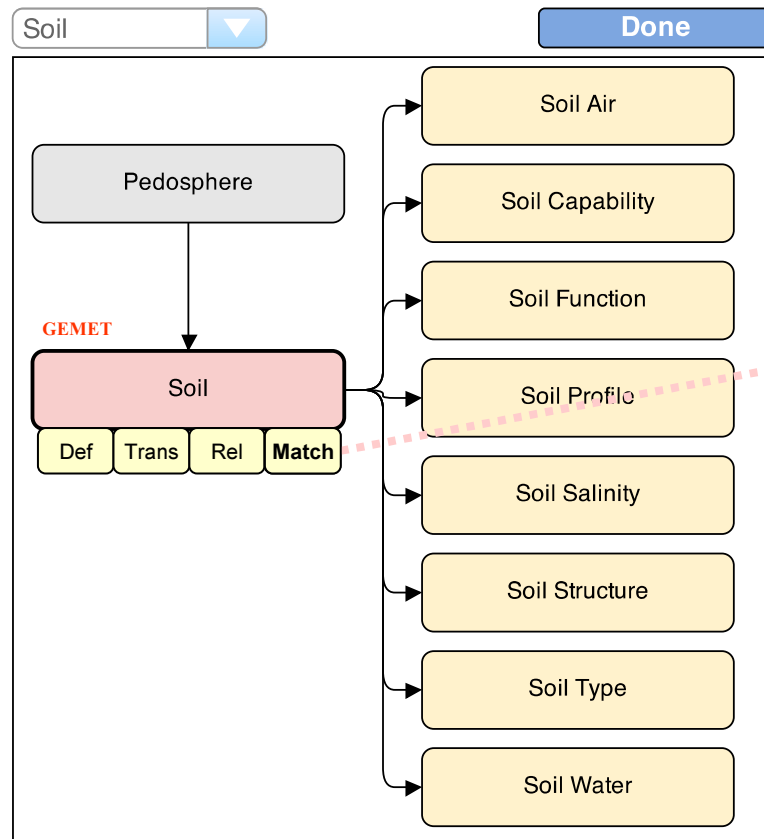 Soil
Done
Pedosphere
GEMET
Soil
Def
Trans
Rel
Match
Soil Air
Soil Capability
Soil Function
Soil Profile
Soil Salinity
Soil Structure
Soil Type
Soil Water